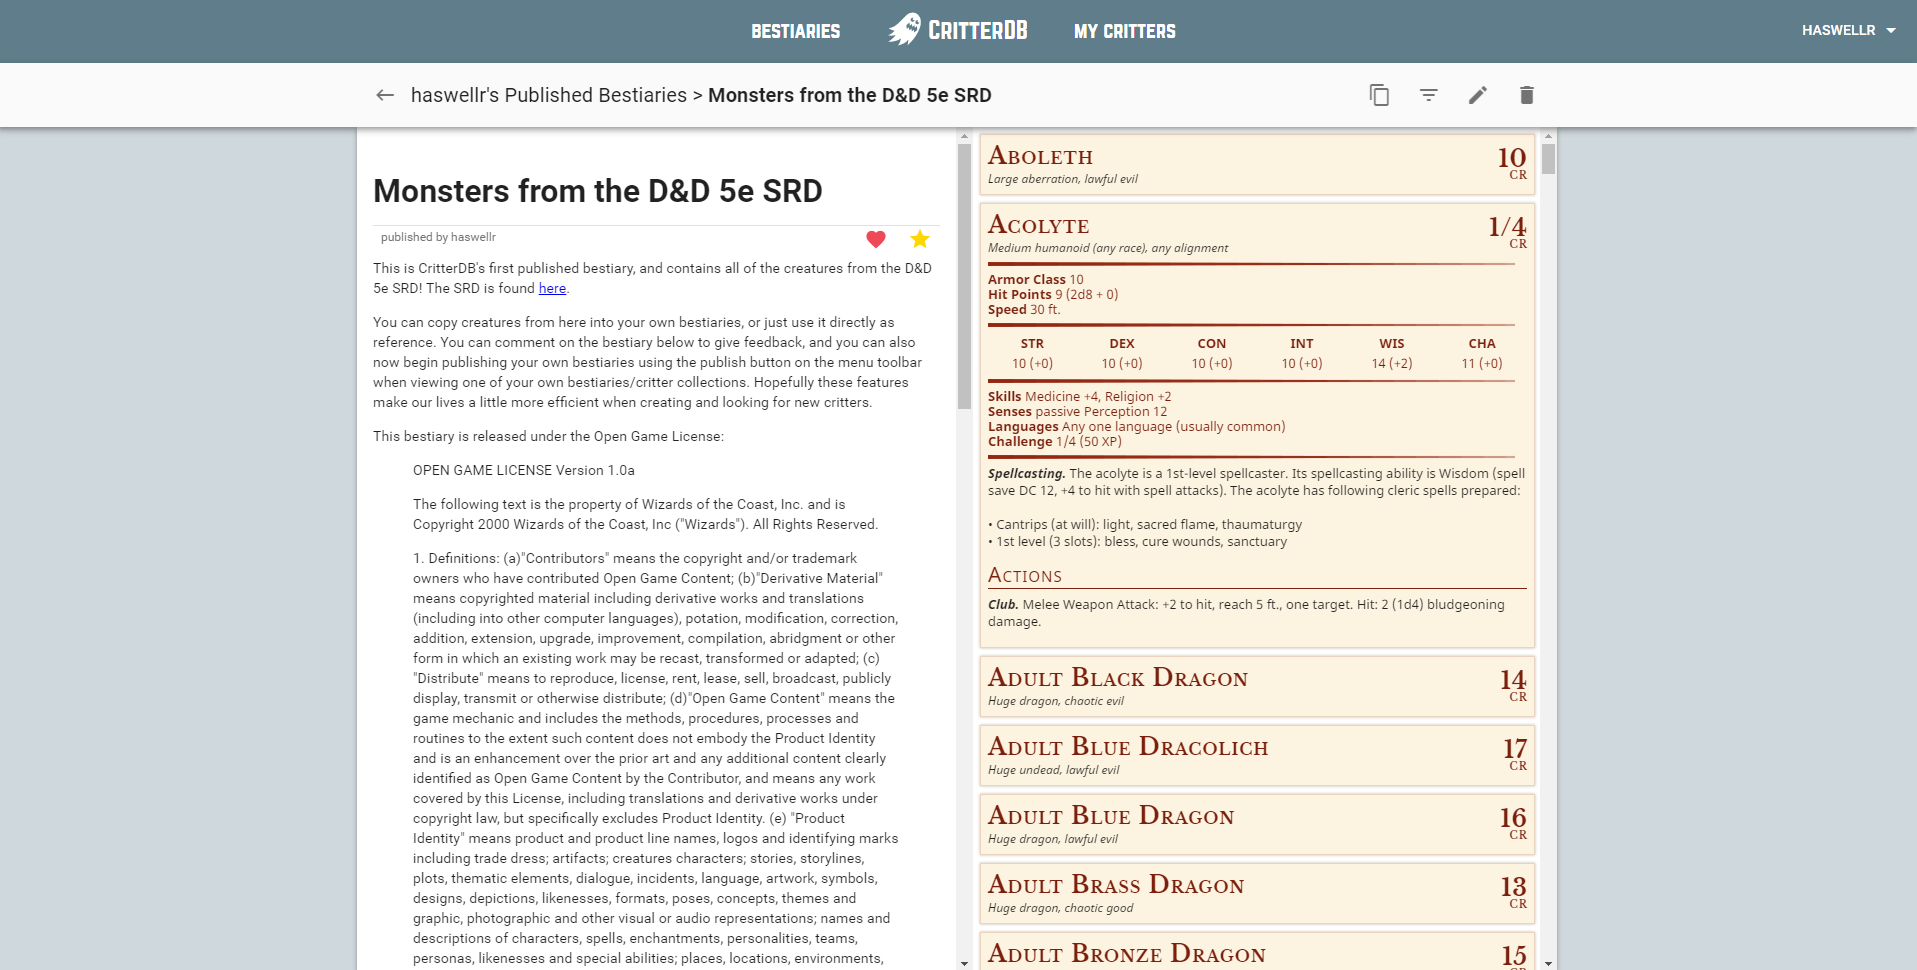 BESTIARIES
CRITTERDB
MY CRITTERS
HASWELLR
haswellr's Published Bestiaries > Monsters from the D&D 5e SRD
Monsters from the D&D 5e SRD
published by haswellr
This is CritterDB's first published bestiary, and contains all of the creatures from the D&D
5e SRD! The SRD is found here.
You can copy creatures from here into your own bestiaries, or just use it directly as
reference. You can comment on the bestiary below to give feedback, and you can also
now begin publishing your own bestiaries using the publish button on the menu toolbar
when viewing one of your own bestiaries/critter collections. Hopefully these features
make our lives a little more efficient when creating and looking for new critters.
This bestiary is released under the Open Game License:
OPEN GAME LICENSE Version 1.0a
The following text is the property of Wizards of the Coast, Inc. and is
Copyright 2000 Wizards of the Coast, Inc ("Wizards"). All Rights Reserved.
1. Definitions: (a)"Contributors" means the copyright and/or trademark
owners who have contributed Open Game Content; (b)"Derivative Material"
means copyrighted material including derivative works and translations
(including into other computer languages), potation, modification, correction,
addition, extension, upgrade, improvement, compilation, abridgment or other
form in which an existing work may be recast, transformed or adapted; (c)
"Distribute" means to reproduce, license, rent, lease, sell, broadcast, publicly
display, transmit or otherwise distribute; (d)"Open Game Content" means the
game mechanic and includes the methods, procedures, processes and
routines to the extent such content does not embody the Product Identity
and is an enhancement over the prior art and any additional content clearly
identified as Open Game Content by the Contributor, and means any work
covered by this License, including translations and derivative works under
copyright law, but specifically excludes Product Identity. (e) "Product
Identity" means product and product line names, logos and identifying marks
including trade dress; artifacts; creatures characters; stories, storylines,
plots, thematic elements, dialogue, incidents, language, artwork, symbols,
designs, depictions, likenesses, formats, poses, concepts, themes and
graphic, photographic and other visual or audio representations; names and
descriptions of characters, spells, enchantments, personalities, teams,
personas, likenesses and special abilities; places, locations, environments,
Aboleth
10
CR
Large aberration, lawful evil
Acolyte
1/4
CR
Medium humanoid (any race), any alignment
Armor Class 10
Hit Points 9 (2d8 + 0)
Speed 30 ft.
STR DEX CON INT WIS CHA
10 (+0) 10 (+0) 10 (+0) 10 (+0) 14 (+2) 11 (+0)
Skills Medicine +4, Religion +2
Senses passive Perception 12
Languages Any one language (usually common)
Challenge 1/4 (50 XP)
Spellcasting. The acolyte is a 1st-level spellcaster. Its spellcasting ability is Wisdom (spell
save DC 12, +4 to hit with spell attacks). The acolyte has following cleric spells prepared:
• Cantrips (at will): light, sacred flame, thaumaturgy
• 1st level (3 slots): bless, cure wounds, sanctuary
Actions
Club. Melee Weapon Attack: +2 to hit, reach 5 ft., one target. Hit: 2 (1d4) bludgeoning
damage.
Adult Black Dragon
14
CR
Huge dragon, chaotic evil
Adult Blue Dracolich
17
CR
Huge undead, lawful evil
Adult Blue Dragon
16
CR
Huge dragon, lawful evil
Adult Brass Dragon
13
CR
Huge dragon, chaotic good
Adult Bronze Dragon
15
CR